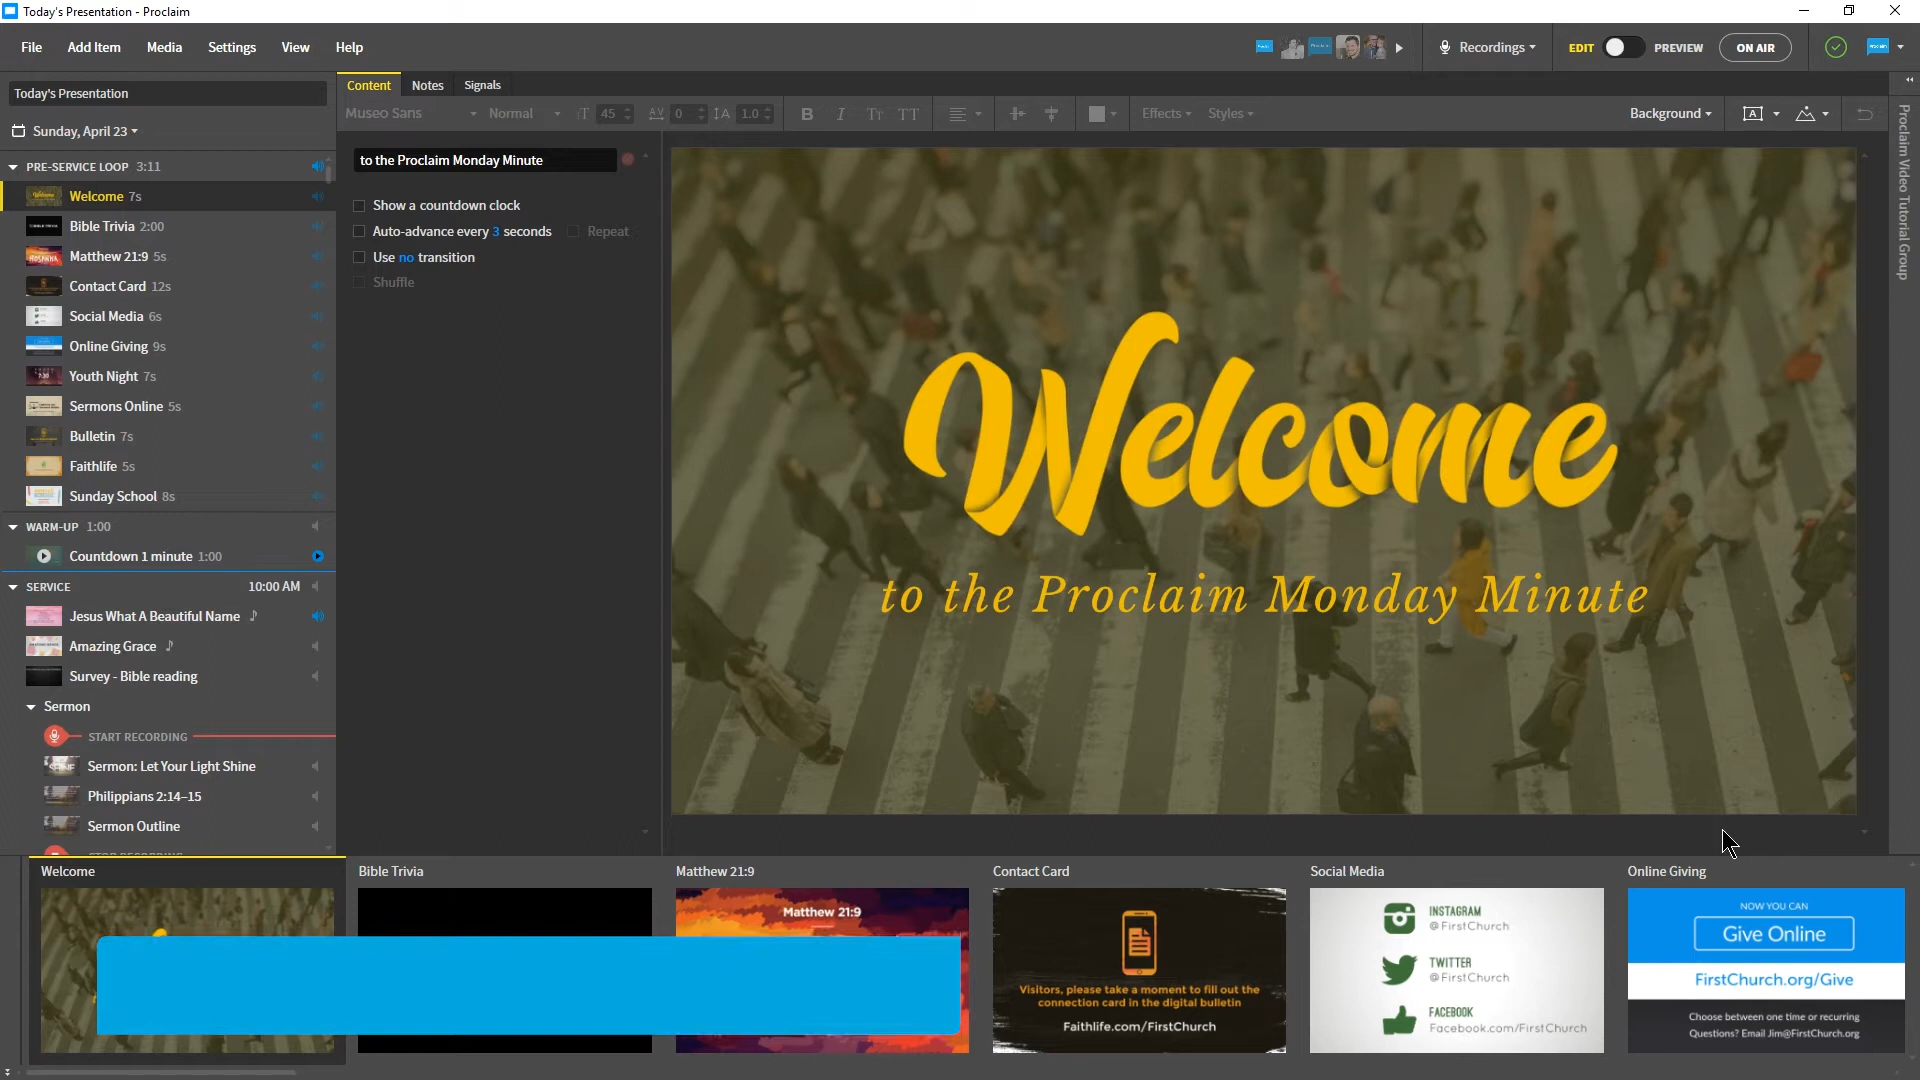 Today's Presentation - Proclaim
File Add Item Media Settings View Help
Recordings EDIT PREVIEW ON AIR
Today's Presentation
Sunday, April 23
PRE-SERVICE LOOP 3:11
Welcome 7s
Bible Trivia 2:00
Matthew 21:9 5s
Contact Card 12s
Social Media 6s
Online Giving 9s
Youth Night 7s
Sermons Online 5s
Bulletin 7s
Faithlife 5s
Sunday School 8s
WARM-UP 1:00
Countdown 1 minute 1:00
SERVICE 10:00 AM
Jesus What A Beautiful Name
Amazing Grace
Survey - Bible reading
Sermon
START RECORDING
Sermon: Let Your Light Shine
Philippians 2:14–15
Sermon Outline
Content Notes Signals
Museo Sans Normal 45 0 1.0 B I Tt TT Effects Styles Background
to the Proclaim Monday Minute
Show a countdown clock
Auto-advance every 3 seconds Repeat
Use no transition
Shuffle
Welcome
to the Proclaim Monday Minute
Proclaim Video Tutorial Group
Welcome
Bible Trivia
Matthew 21:9
Matthew 21:9
Contact Card
Visitors, please take a moment to fill out the
connection card in the digital bulletin
Faithlife.com/FirstChurch
Social Media
INSTAGRAM
@FirstChurch
TWITTER
@FirstChurch
FACEBOOK
Facebook.com/FirstChurch
Online Giving
NOW YOU CAN
Give Online
FirstChurch.org/Give
Choose between one time or recurring
Questions? Email Jim@FirstChurch.org